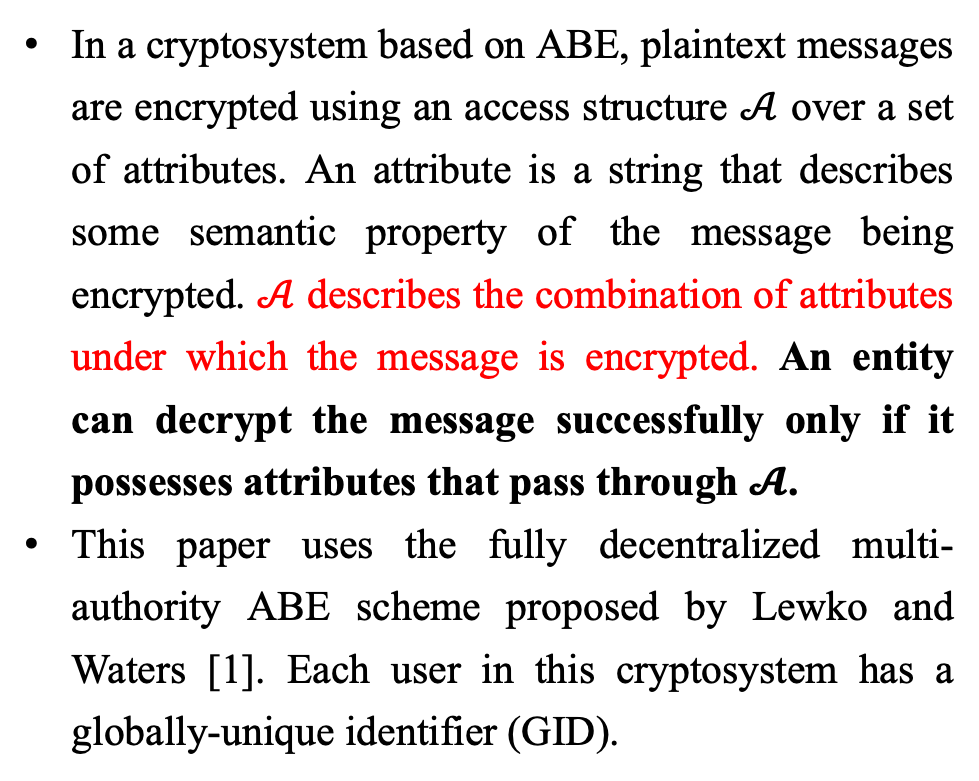 • In a cryptosystem based on ABE, plaintext messages
are encrypted using an access structure 𝒜 over a set
of attributes. An attribute is a string that describes
some semantic property of the message being
encrypted. 𝒜 describes the combination of attributes
under which the message is encrypted. An entity
can decrypt the message successfully only if it
possesses attributes that pass through 𝒜.
• This paper uses the fully decentralized multi-
authority ABE scheme proposed by Lewko and
Waters [1]. Each user in this cryptosystem has a
globally-unique identifier (GID).